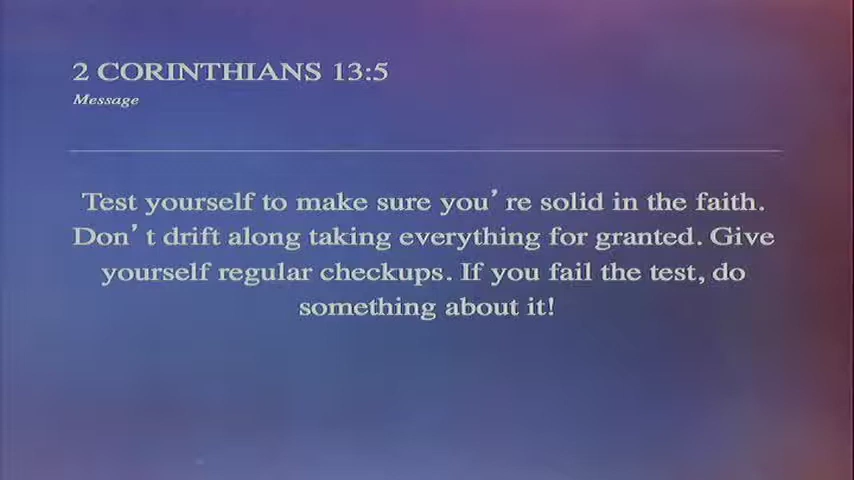 2 CORINTHIANS 13:5
Message
Test yourself to make sure you’re solid in the faith.
Don’t drift along taking everything for granted. Give
yourself regular checkups. If you fail the test, do
something about it!